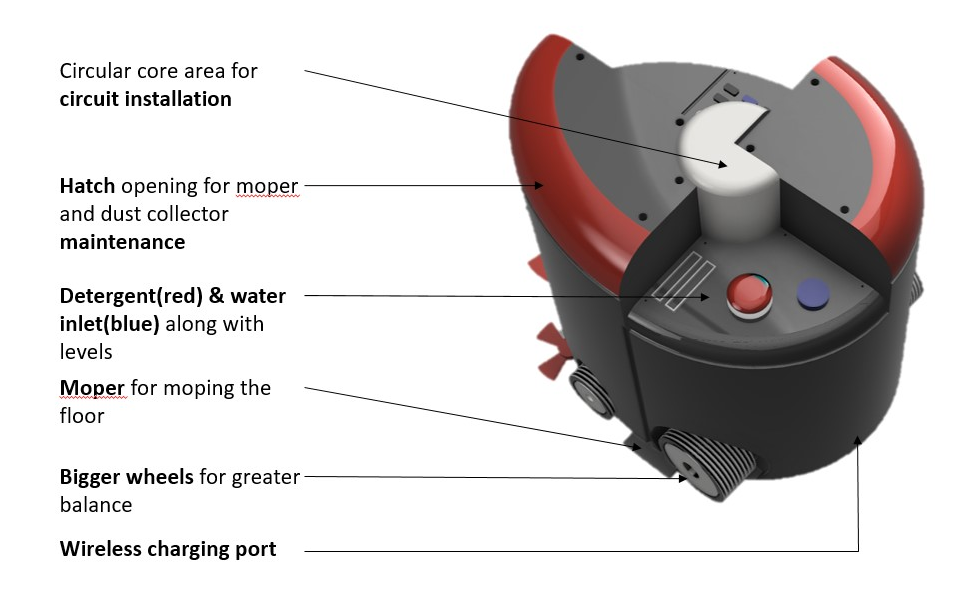 Circular core area for
circuit installation
Hatch opening for moper
and dust collector
maintenance
Detergent(red) & water
inlet(blue) along with
levels
Moper for moping the
floor
Bigger wheels for greater
balance
Wireless charging port